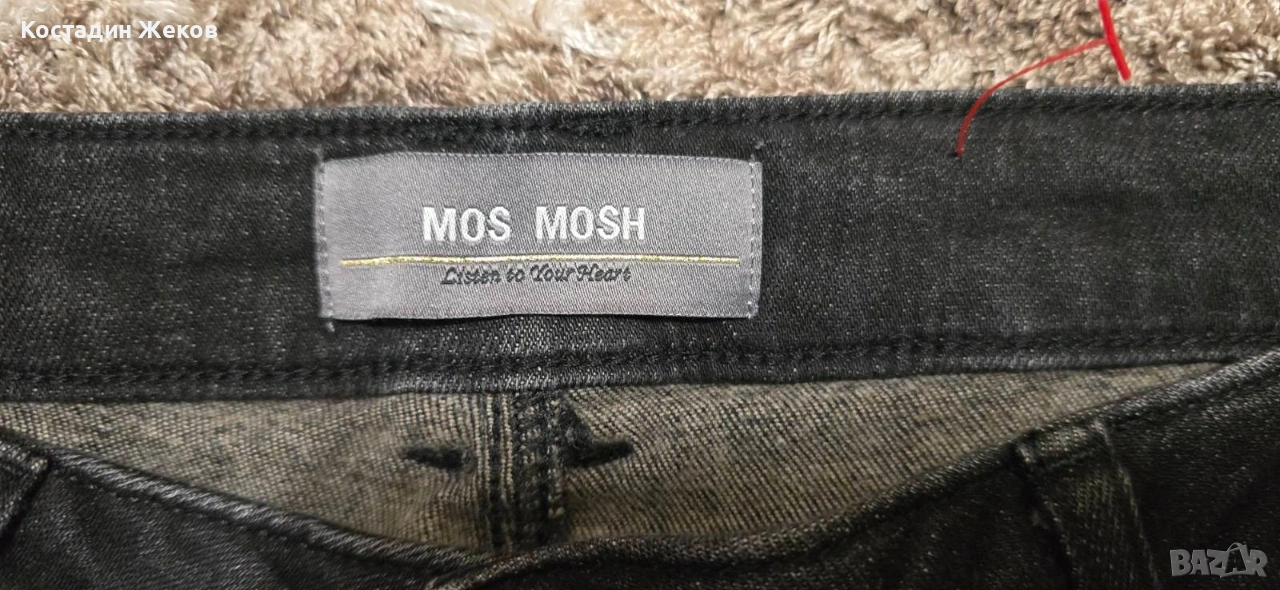 Костадин Жеков
MOS MOSH
Listen to Your Heart
BAZAR